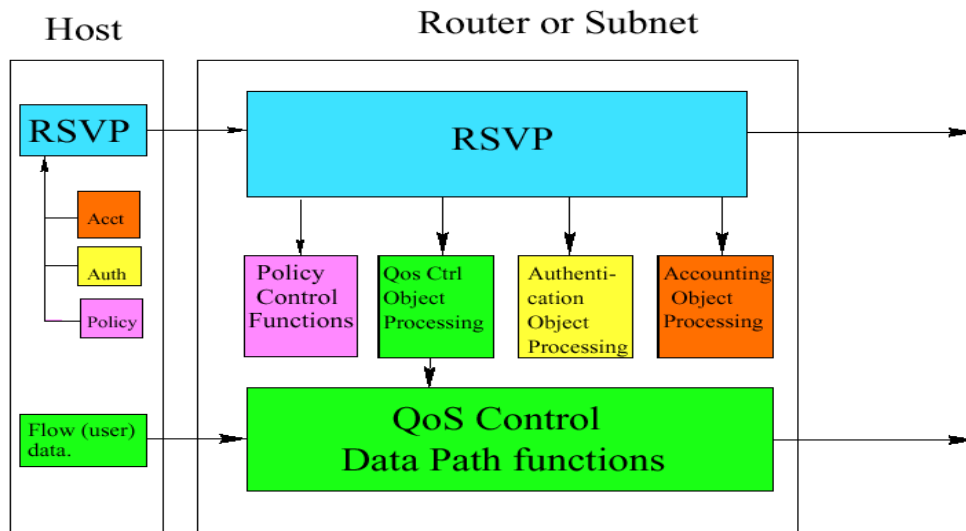 Host
Router or Subnet
RSVP
Acct
Auth
Policy
Flow (user)
data.
RSVP
Policy
Control
Functions
Qos Ctrl
Object
Processing
Authenti-
cation
Object
Processing
Accounting
Object
Processing
QoS Control
Data Path functions